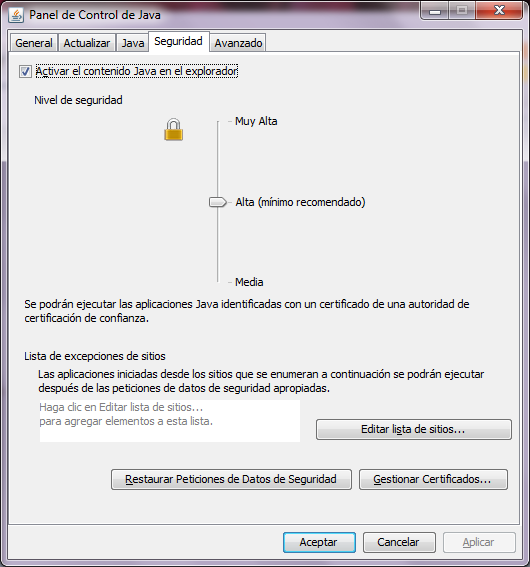 Panel de Control de Java
General
Actualizar
Java
Seguridad
Avanzado
Activar el contenido Java en el explorador
Nivel de seguridad
Muy Alta
Alta (mínimo recomendado)
Media
Se podrán ejecutar las aplicaciones Java identificadas con un certificado de una autoridad de
certificación de confianza.
Lista de excepciones de sitios
Las aplicaciones iniciadas desde los sitios que se enumeran a continuación se podrán ejecutar
después de las peticiones de datos de seguridad apropiadas.
Haga clic en Editar lista de sitios...
para agregar elementos a esta lista.
Editar lista de sitios...
Restaurar Peticiones de Datos de Seguridad
Gestionar Certificados...
Aceptar
Cancelar
Aplicar